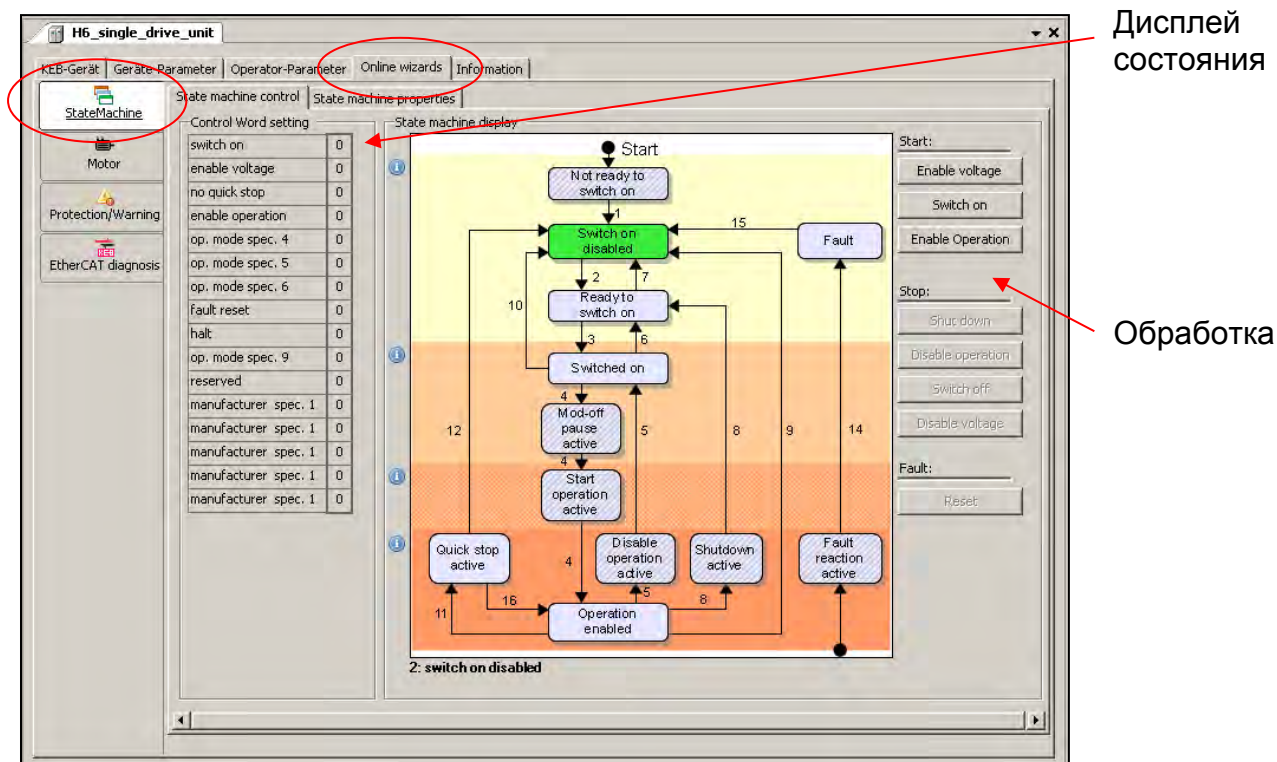 H6_single_drive_unit
Дисплей
состояния
KEB-Gerät
Geräte-Parameter
Operator-Parameter
Online wizards
Information
StateMachine
Motor
Protection/Warning
KEB
EtherCAT diagnosis
State machine control
State machine properties
Control Word setting
switch on 0
enable voltage 0
no quick stop 0
enable operation 0
op. mode spec. 4 0
op. mode spec. 5 0
op. mode spec. 6 0
fault reset 0
halt 0
op. mode spec. 9 0
reserved 0
manufacturer spec. 1 0
manufacturer spec. 1 0
manufacturer spec. 1 0
manufacturer spec. 1 0
manufacturer spec. 1 0
State machine display
Start
Not ready to
switch on
1
Switch on
disabled
15
Fault
2
7
10
Ready to
switch on
3
6
Switched on
4
Mod-off
pause
active
12
5
8
9
14
4
Start
operation
active
Quick stop
active
4
Disable
operation
active
Shutdown
active
Fault
reaction
active
11
16
5
8
Operation
enabled
2: switch on disabled
Start:
Enable voltage
Switch on
Enable Operation
Stop:
Shut down
Disable operation
Switch off
Disable voltage
Fault:
Reset
Обработка